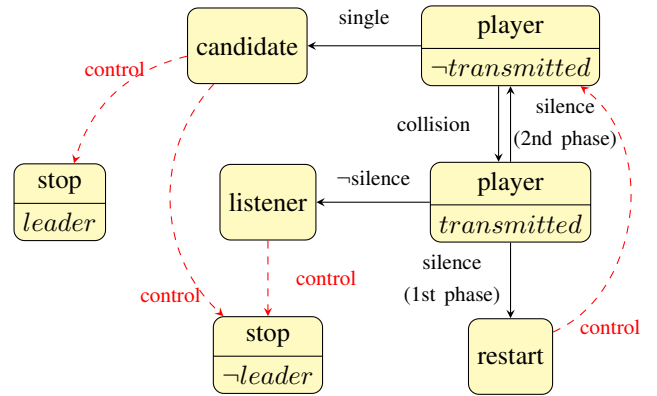 single
player
candidate
¬transmitted
control
collision
silence
(2nd phase)
stop
leader
¬silence
player
listener
transmitted
silence
(1st phase)
control
control
control
stop
¬leader
restart